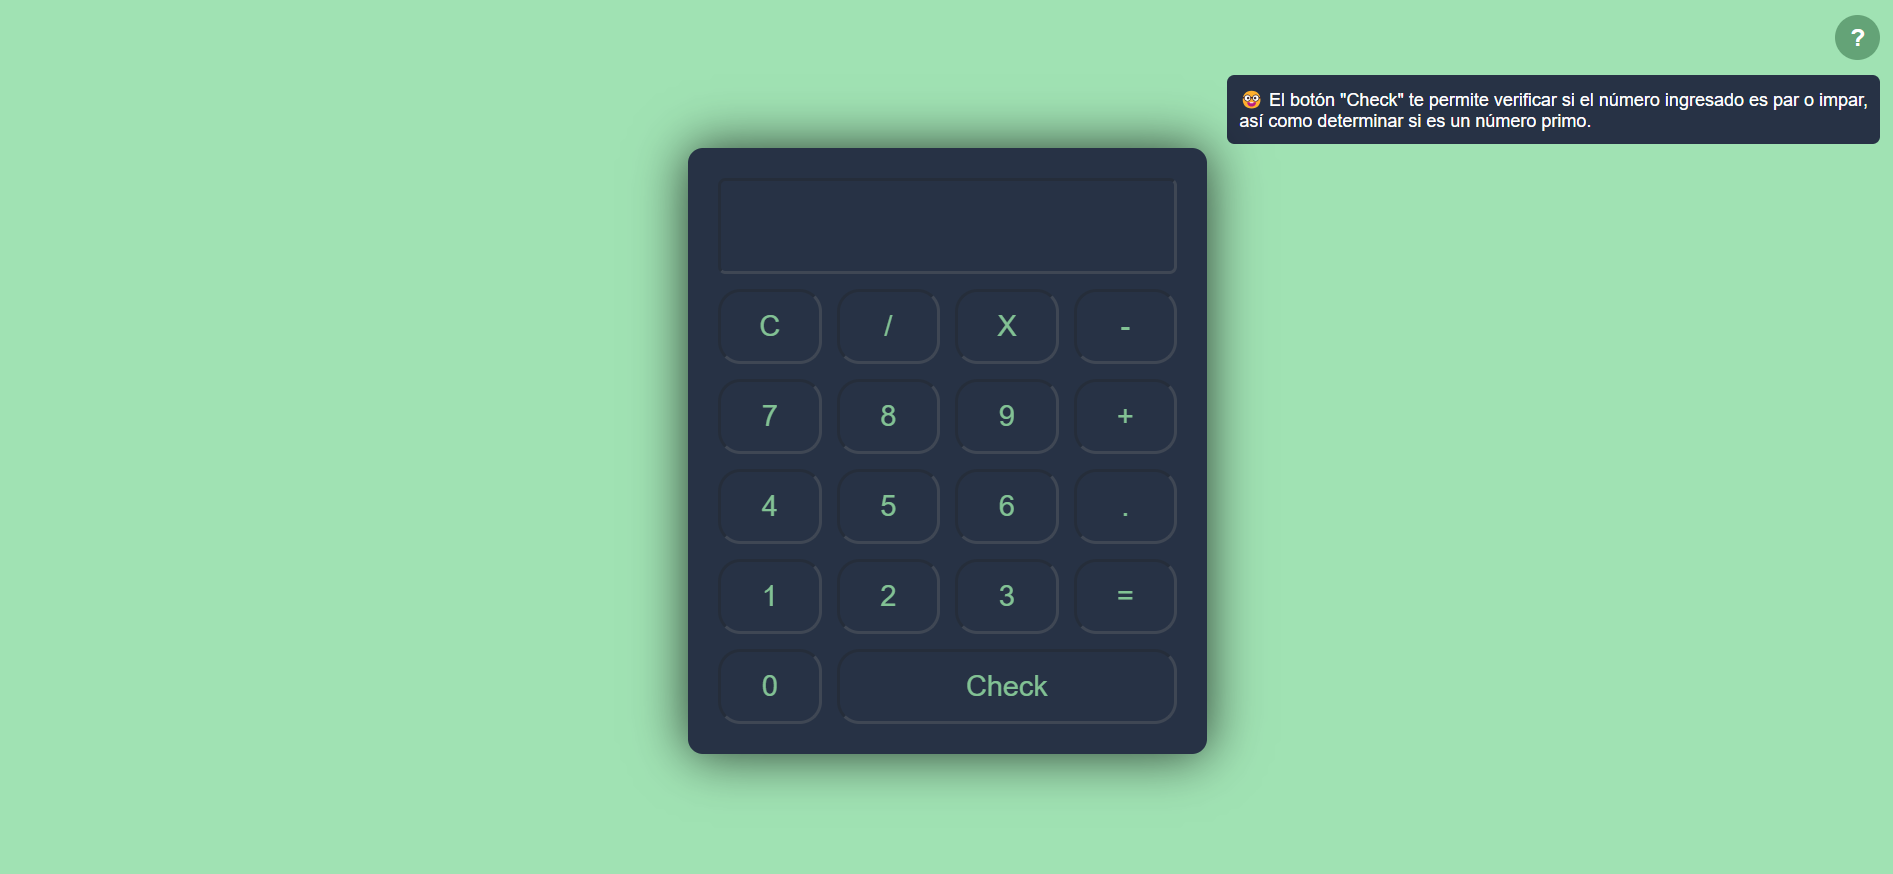 ?
🤓 El botón "Check" te permite verificar si el número ingresado es par o impar,
así como determinar si es un número primo.
C / X -
7 8 9 +
4 5 6 .
1 2 3 =
0 Check